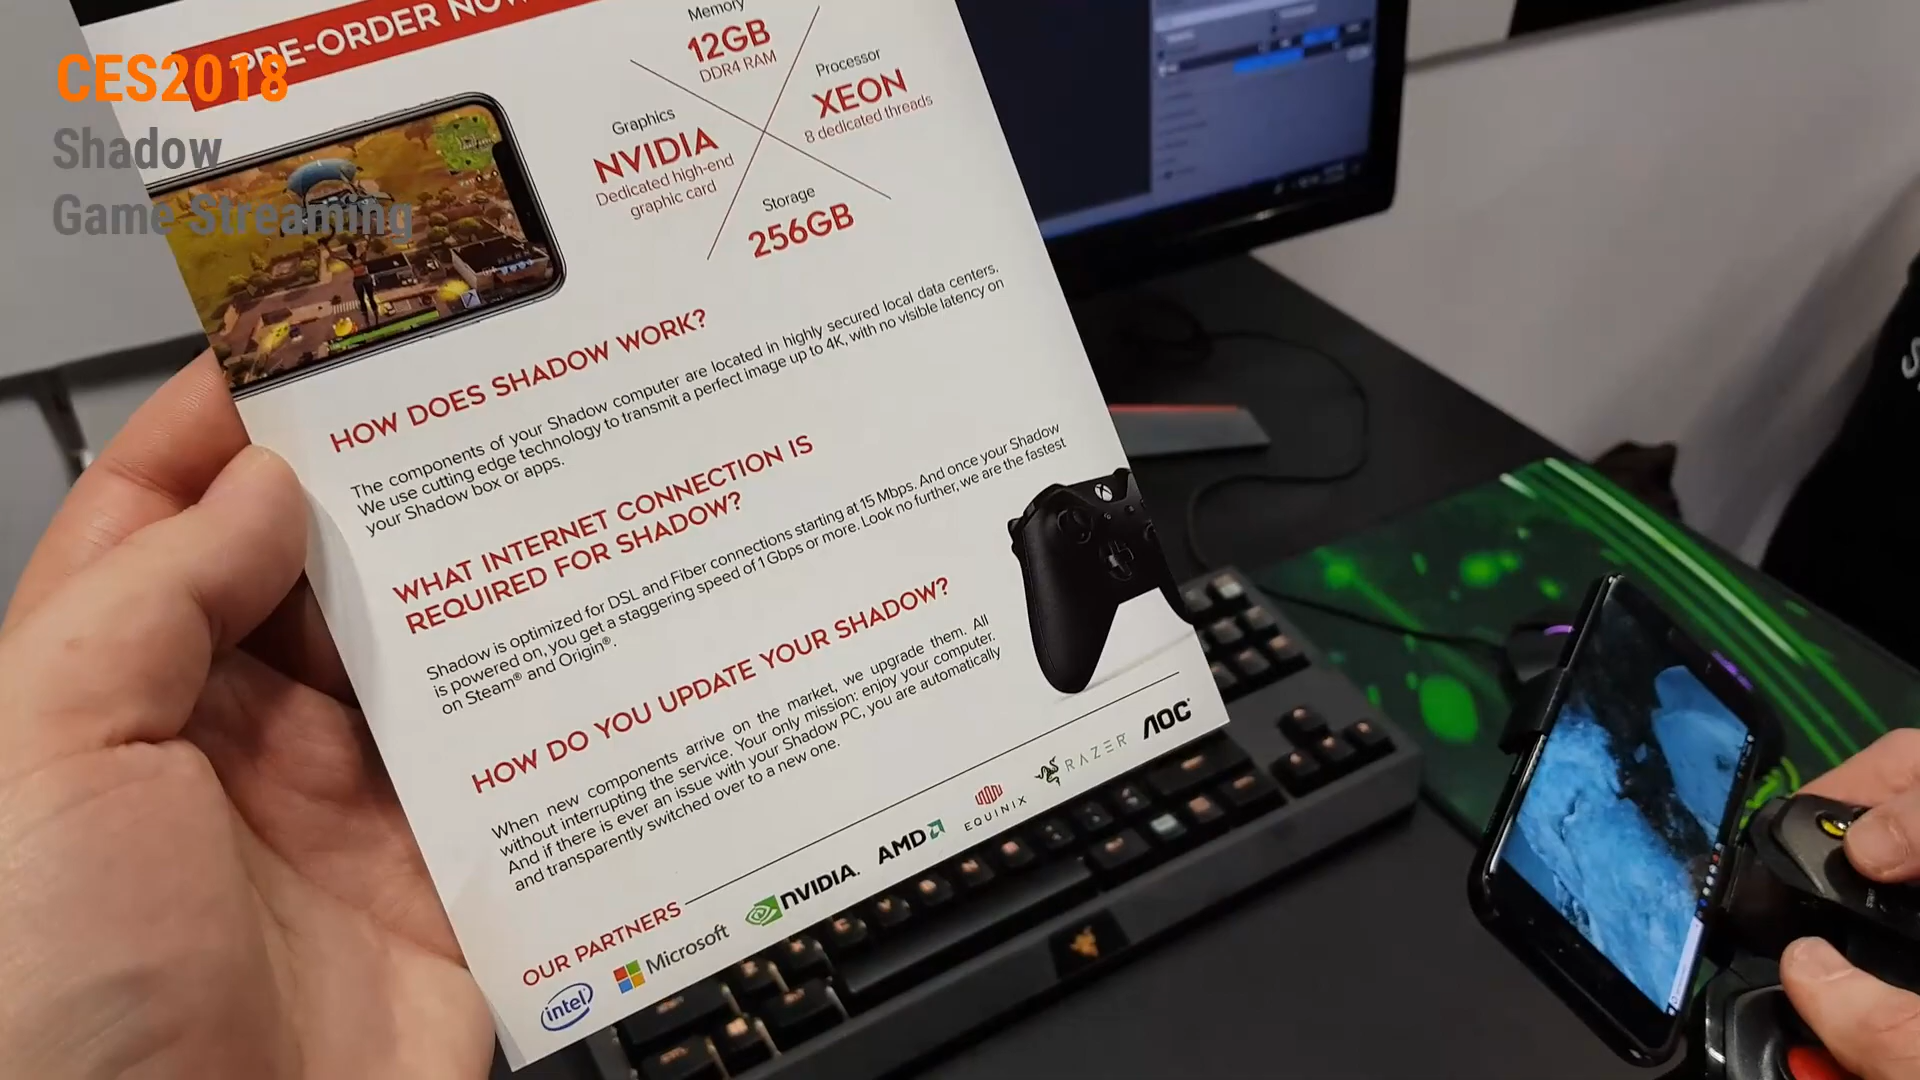 CES2018
Shadow
Game Streaming
PRE-ORDER NOW
Memory
12GB
DDR4 RAM
Processor
XEON
8 dedicated threads
Graphics
NVIDIA
Dedicated high-end
graphic card
Storage
256GB
HOW DOES SHADOW WORK?
The components of your Shadow computer are located in highly secured local data centers.
We use cutting edge technology to transmit a perfect image up to 4K, with no visible latency on
your Shadow box or apps.
WHAT INTERNET CONNECTION IS
REQUIRED FOR SHADOW?
Shadow is optimized for DSL and Fiber connections starting at 15 Mbps. And once your Shadow
is powered on, you get a staggering speed of 1 Gbps or more. Look no further, we are the fastest
on Steam® and Origin®.
HOW DO YOU UPDATE YOUR SHADOW?
When new components arrive on the market, we upgrade them. All
without interrupting the service. Your only mission: enjoy your computer.
And if there is ever an issue with your Shadow PC, you are automatically
and transparently switched over to a new one.
OUR PARTNERS
intel
Microsoft
NVIDIA.
AMD
EQUINIX
RAZER
AOC
START